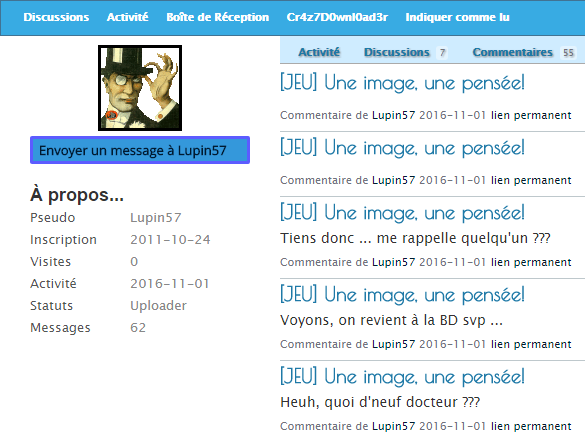 Discussions Activité Boîte de Réception Cr4z7D0wnl0ad3r Indiquer comme lu
Activité Discussions 7 Commentaires 55
Envoyer un message à Lupin57
À propos...
Pseudo Lupin57
Inscription 2011-10-24
Visites 0
Activité 2016-11-01
Statuts Uploader
Messages 62
[JEU] Une image, une pensée!
Commentaire de Lupin57 2016-11-01 lien permanent
[JEU] Une image, une pensée!
Commentaire de Lupin57 2016-11-01 lien permanent
[JEU] Une image, une pensée!
Tiens donc ... me rappelle quelqu'un ???
Commentaire de Lupin57 2016-11-01 lien permanent
[JEU] Une image, une pensée!
Voyons, on revient à la BD svp ...
Commentaire de Lupin57 2016-11-01 lien permanent
[JEU] Une image, une pensée!
Heuh, quoi d'neuf docteur ???
Commentaire de Lupin57 2016-11-01 lien permanent